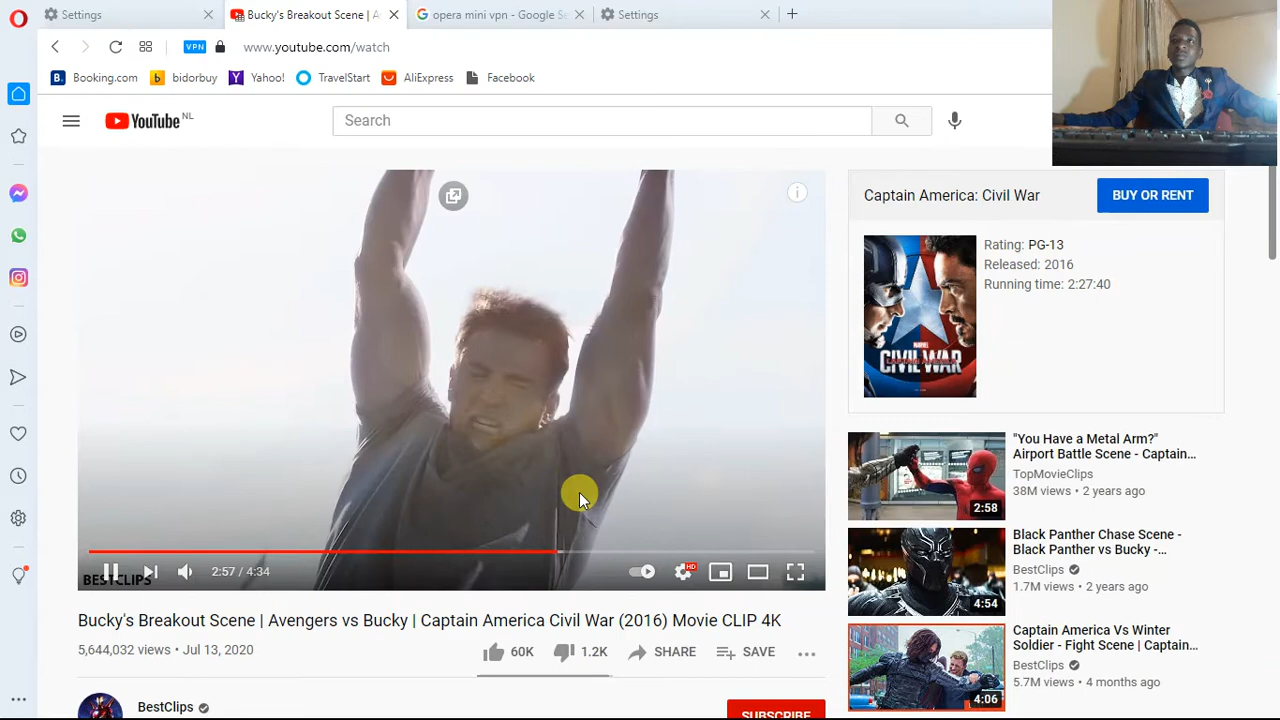 Settings
Bucky's Breakout Scene | A
opera mini vpn - Google Se
Settings
VPN
www.youtube.com/watch
B.
Booking.com
b
bidorbuy
Y
Yahoo!
TravelStart
AliExpress
Facebook
YouTube NL
Search
Captain America: Civil War
BUY OR RENT
Rating: PG-13
Released: 2016
Running time: 2:27:40
MARVEL
CIVIL WAR
"You Have a Metal Arm?"
Airport Battle Scene - Captain...
TopMovieClips
38M views • 2 years ago
2:58
Black Panther Chase Scene -
Black Panther vs Bucky -...
BestClips
1.7M views • 2 years ago
4:54
Captain America Vs Winter
Soldier - Fight Scene | Captain...
BestClips
5.7M views • 4 months ago
4:06
2:57 / 4:34
HD
BESTCLIPS
Bucky's Breakout Scene | Avengers vs Bucky | Captain America Civil War (2016) Movie CLIP 4K
5,644,032 views • Jul 13, 2020
60K
1.2K
SHARE
SAVE
BestClips
SUBSCRIBE